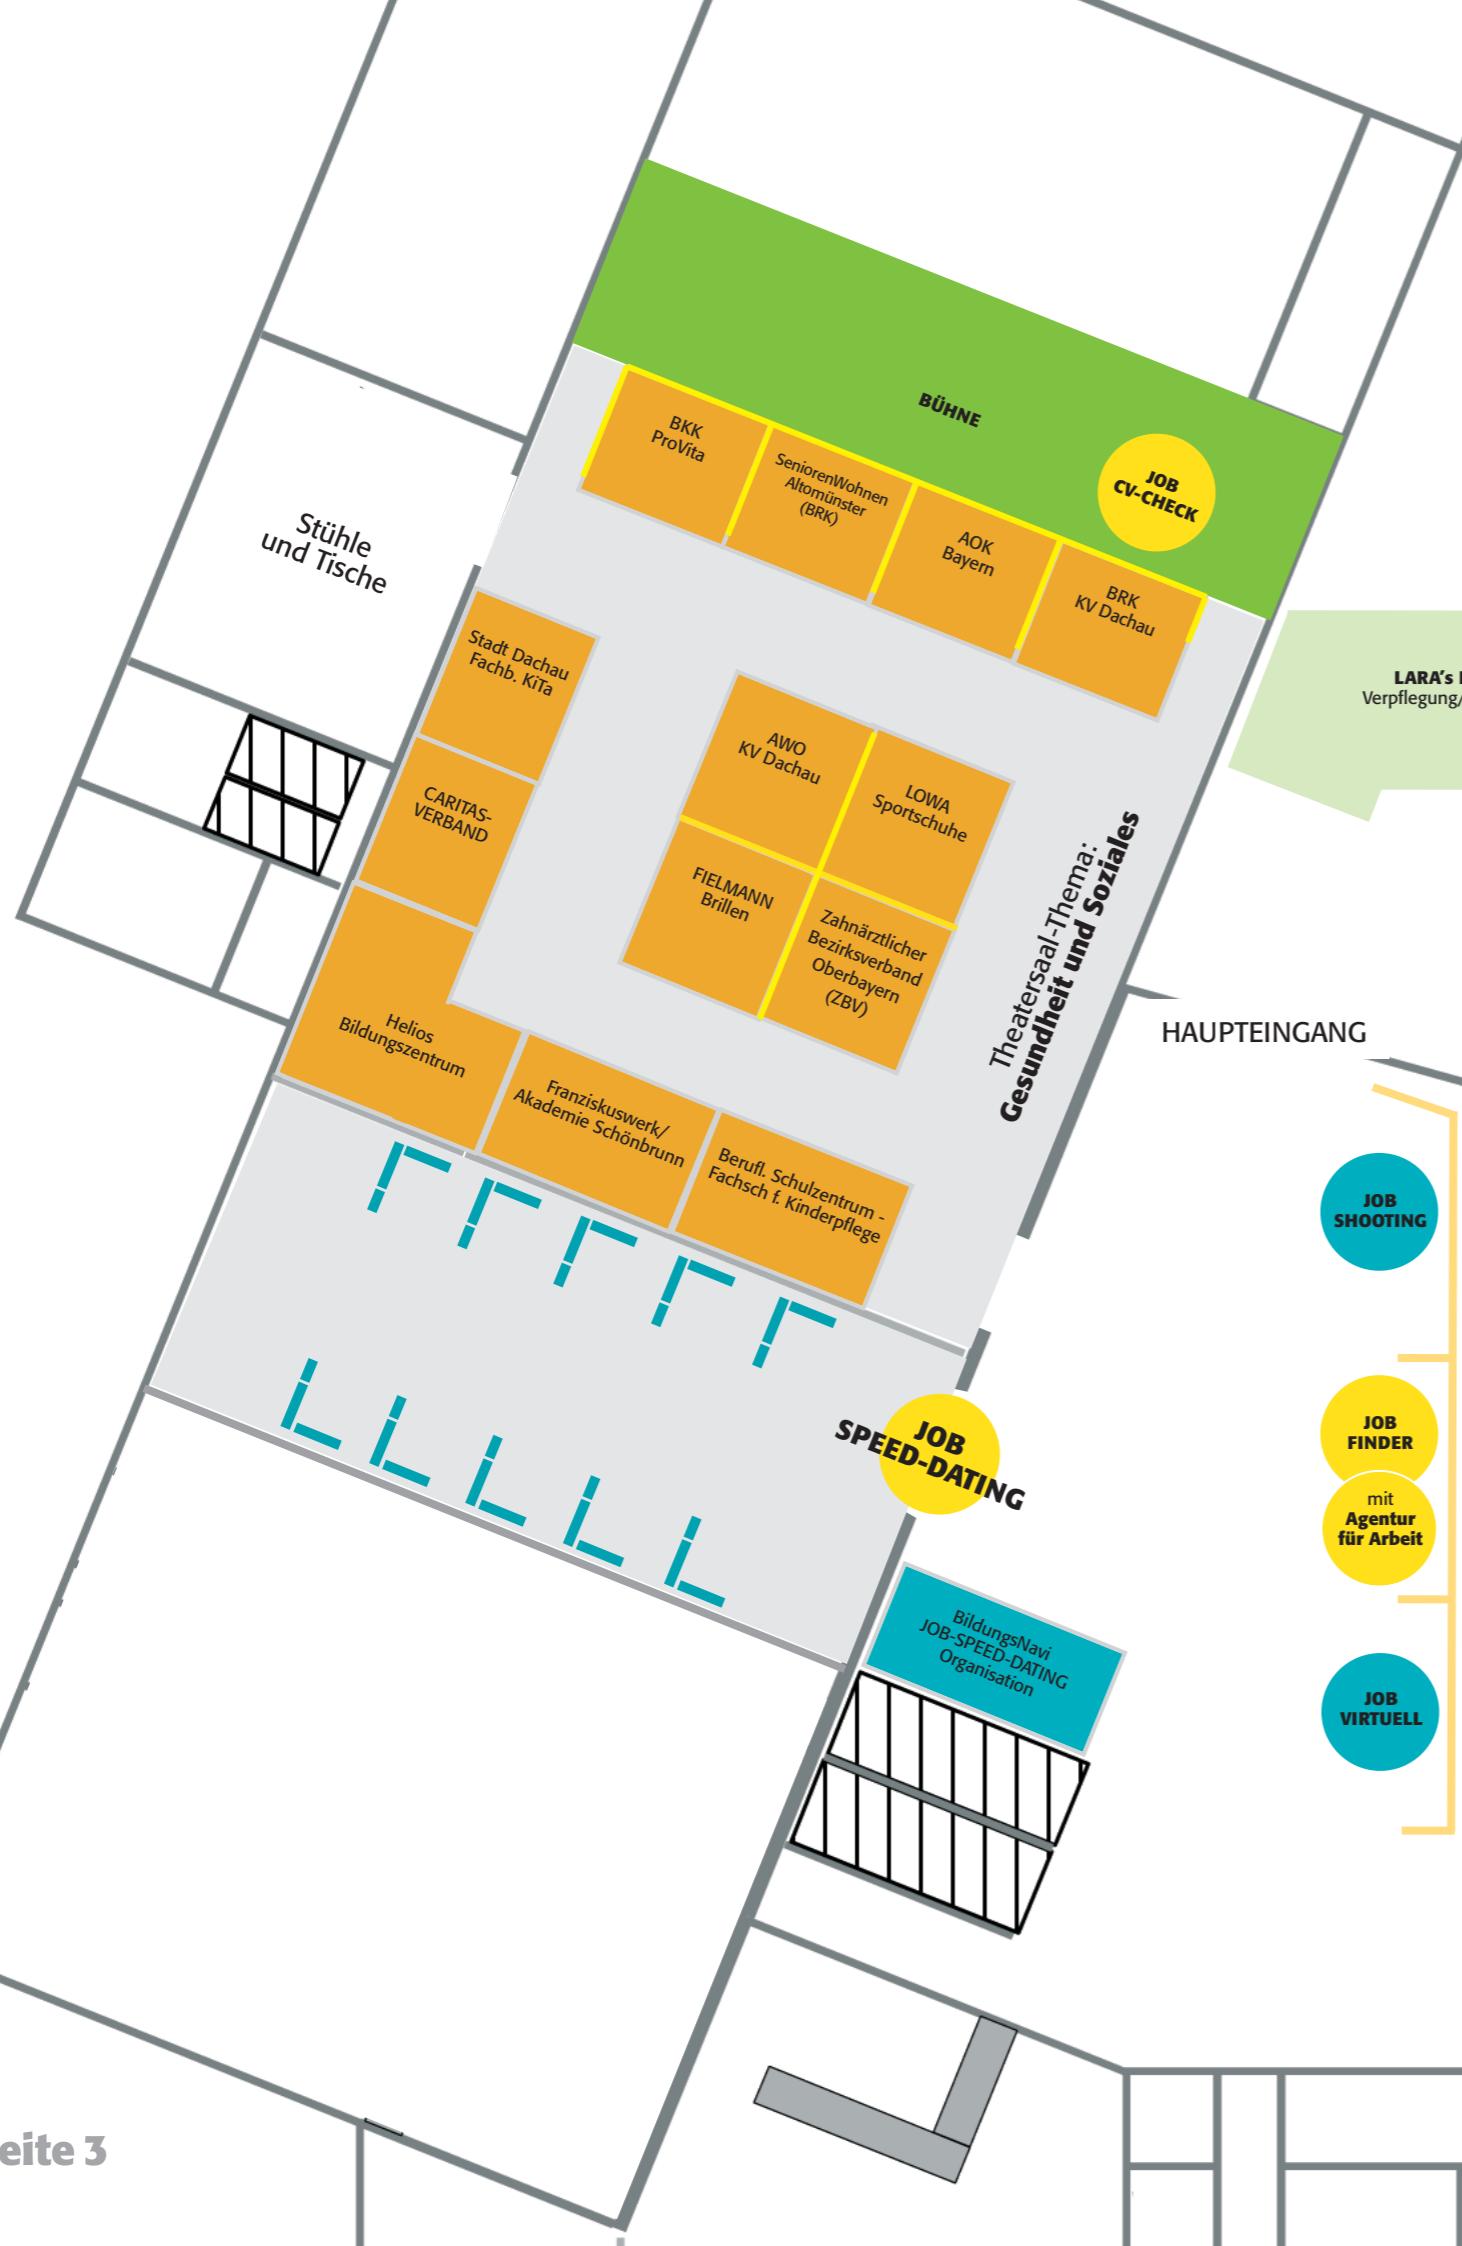 BÜHNE
JOB
CV-CHECK
BKK
ProVita
SeniorenWohnen
Altomünster
(BRK)
AOK
Bayern
BRK
KV Dachau
Stühle
und Tische
Stadt Dachau
Fachb. KiTa
CARITAS-
VERBAND
AWO
KV Dachau
LOWA
Sportschuhe
FIELMANN
Brillen
Zahnärztlicher
Bezirksverband
Oberbayern
(ZBV)
LARA's
Verpflegung/
Theatersaal-Thema:
Gesundheit und Soziales
HAUPTEINGANG
Helios
Bildungszentrum
Franziskuswerk/
Akademie Schönbrunn
Berufl. Schulzentrum -
Fachsch f. Kinderpflege
JOB
SHOOTING
JOB
SPEED-DATING
JOB
FINDER
mit
Agentur
für Arbeit
BildungsNavi
JOB-SPEED-DATING
Organisation
JOB
VIRTUELL
eite 3